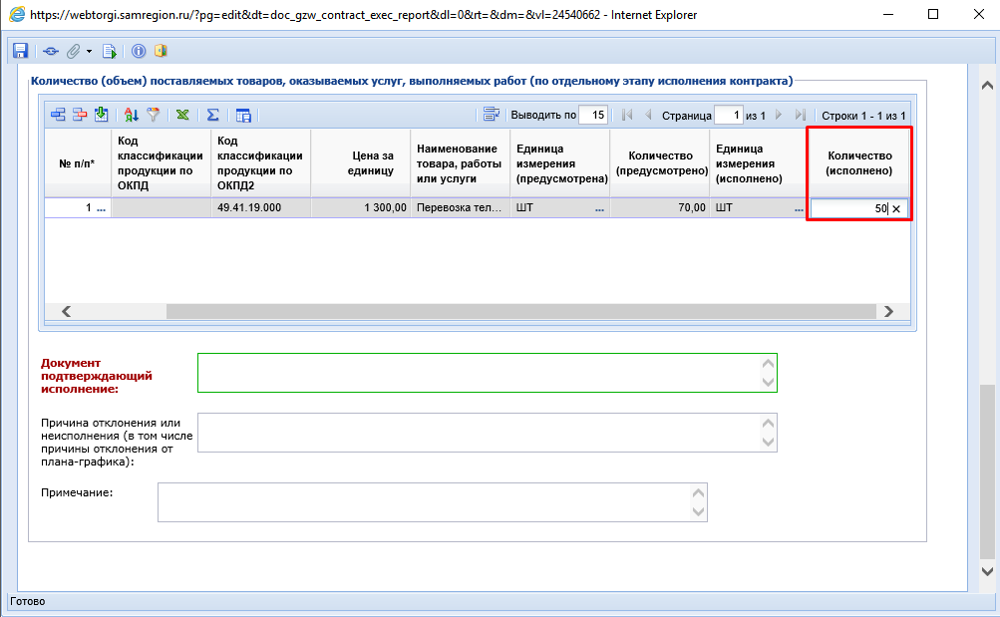 https://webtorgi.samregion.ru/?pg=edit&dt=doc_gzw_contract_exec_report&dl=0&rt=&dm=&vl=24540662 - Internet Explorer
Количество (объем) поставляемых товаров, оказываемых услуг, выполняемых работ (по отдельному этапу исполнения контракта)
Выводить по 15 Страница 1 из 1 Строки 1 - 1 из 1
№ п/п*
Код
классификации
продукции по
ОКПД
Код
классификации
продукции по
ОКПД2
Цена за
единицу
Наименование
товара, работы
или услуги
Единица
измерения
(предусмотрена)
Количество
(предусмотрено)
Единица
измерения
(исполнено)
Количество
(исполнено)
1 ... 49.41.19.000 1 300,00 Перевозка тел... ШТ ... 70,00 ШТ ... 50
Документ
подтверждающий
исполнение:
Причина отклонения или
неисполнения (в том числе
причины отклонения от
плана-графика):
Примечание:
Готово